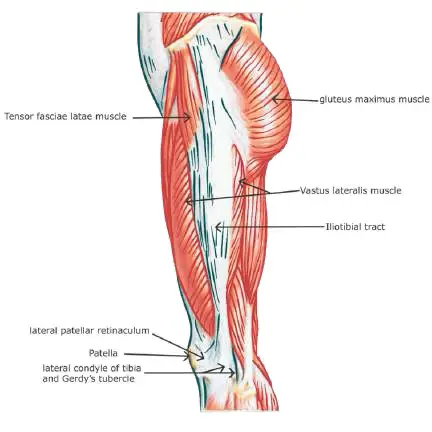 gluteus maximus muscle
Tensor fasciae latae muscle
Vastus lateralis muscle
Iliotibial tract
lateral patellar retinaculum
Patella
lateral condyle of tibia
and Gerdy's tubercle